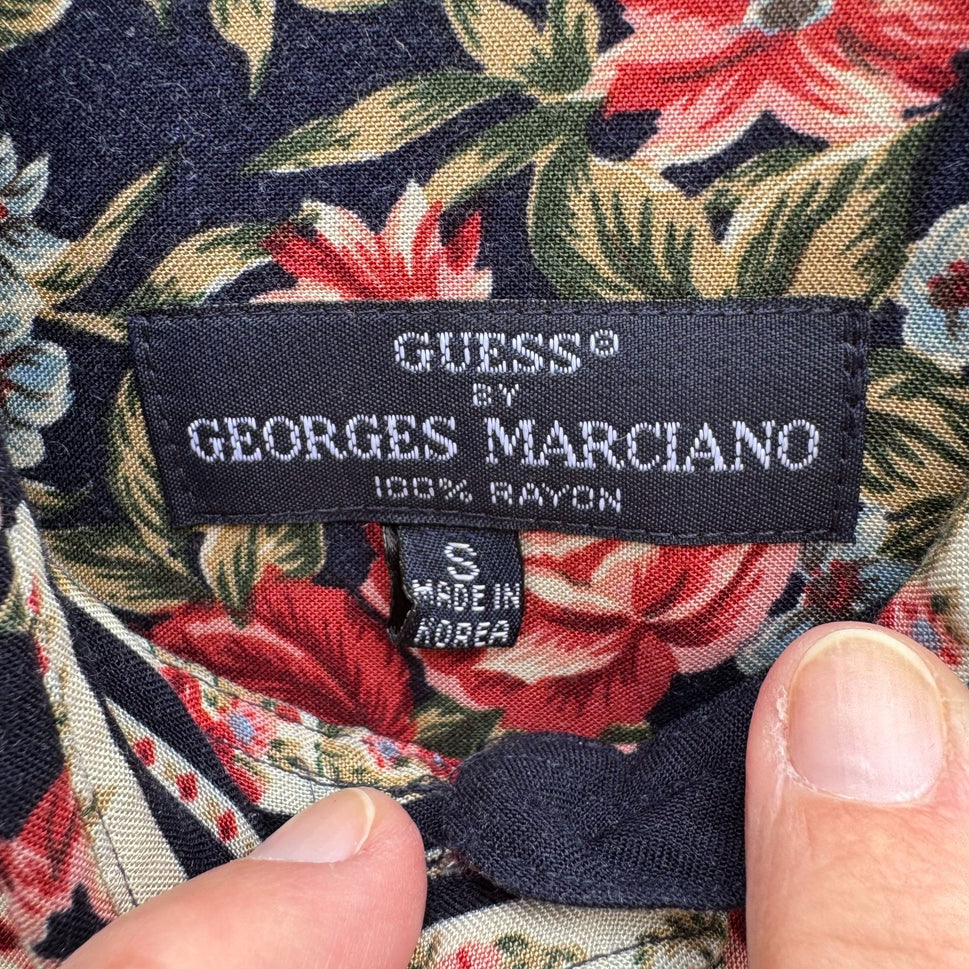 GUESS®
BY
GEORGES MARCIANO
100% RAYON
S
MADE IN
KOREA